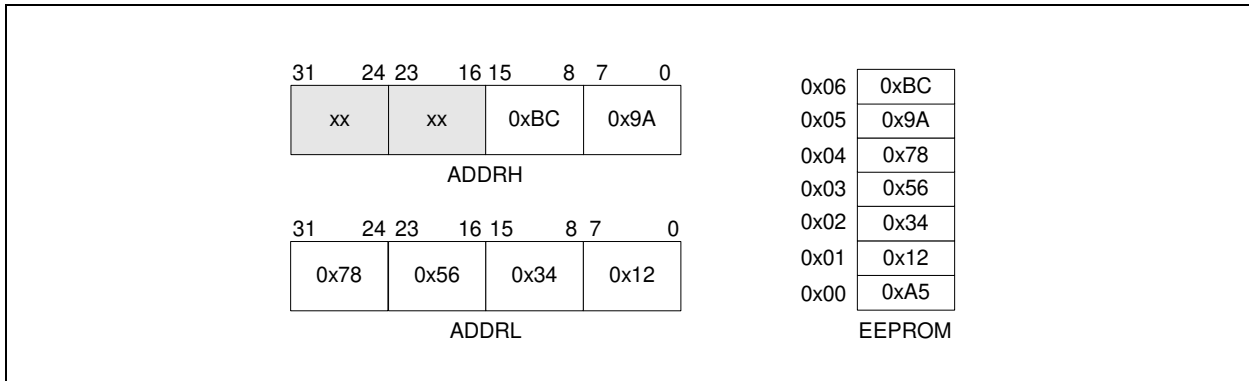 31 24 23 16 15 8 7 0
xx xx 0xBC 0x9A
ADDRH
31 24 23 16 15 8 7 0
0x78 0x56 0x34 0x12
ADDRL
0x06 0xBC
0x05 0x9A
0x04 0x78
0x03 0x56
0x02 0x34
0x01 0x12
0x00 0xA5
EEPROM